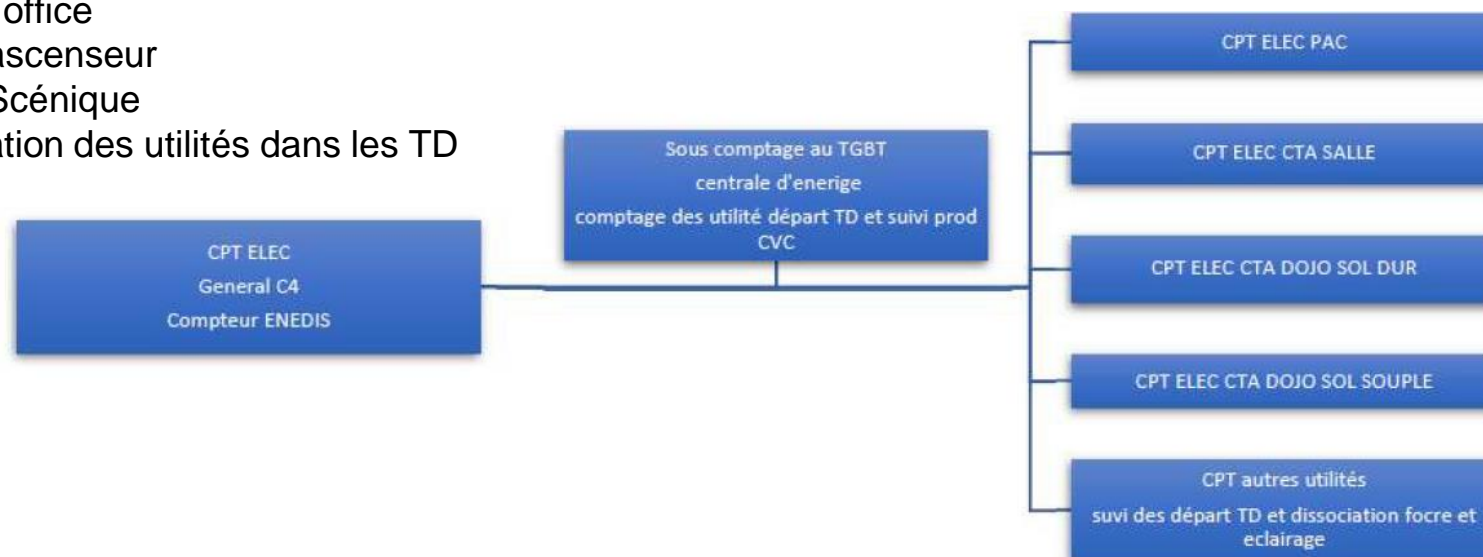 office
ascenseur
Scénique
ation des utilités dans les TD
CPT ELEC
General C4
Compteur ENEDIS
Sous comptage au TGBT
centrale d'enerige
comptage des utilité départ TD et suivi prod
CVC
CPT ELEC PAC
CPT ELEC CTA SALLE
CPT ELEC CTA DOJO SOL DUR
CPT ELEC CTA DOJO SOL SOUPLE
CPT autres utilités
suvi des départ TD et dissociation focre et
eclairage